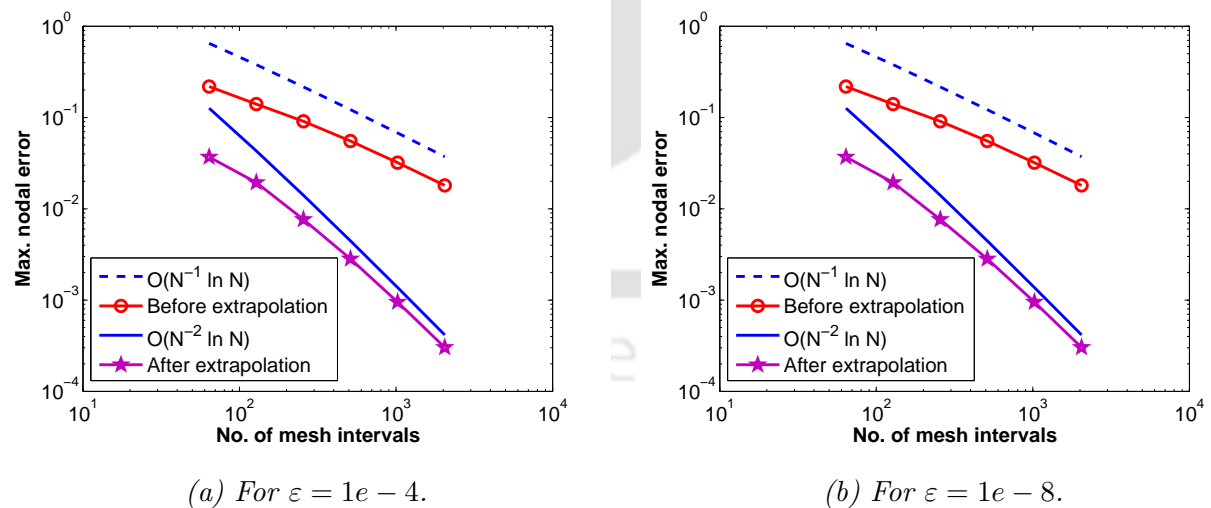 10^0
10^-1
10^-2
10^-3
10^-4
Max. nodal error
O(N^-1 ln N)
Before extrapolation
O(N^-2 ln N)
After extrapolation
10^1 10^2 10^3 10^4
No. of mesh intervals
(a) For ε = 1e − 4.
10^0
10^-1
10^-2
10^-3
10^-4
Max. nodal error
O(N^-1 ln N)
Before extrapolation
O(N^-2 ln N)
After extrapolation
10^1 10^2 10^3 10^4
No. of mesh intervals
(b) For ε = 1e − 8.